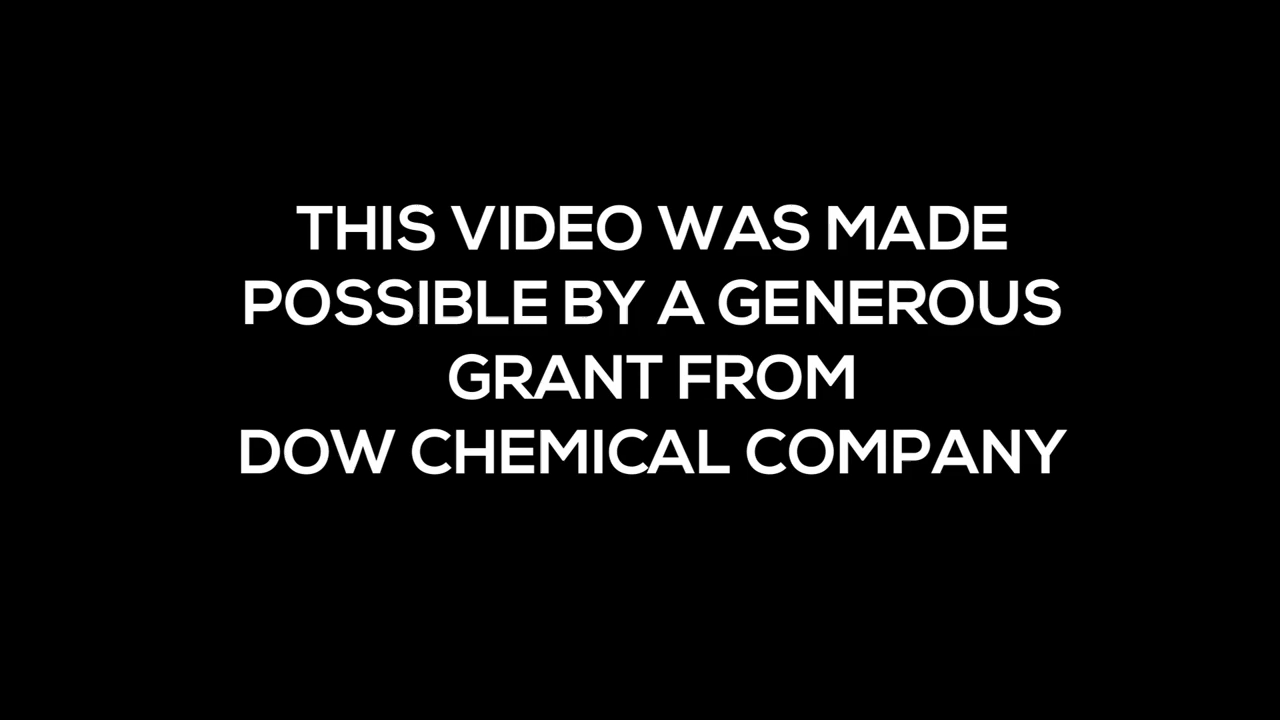 THIS VIDEO WAS MADE
POSSIBLE BY A GENEROUS
GRANT FROM
DOW CHEMICAL COMPANY